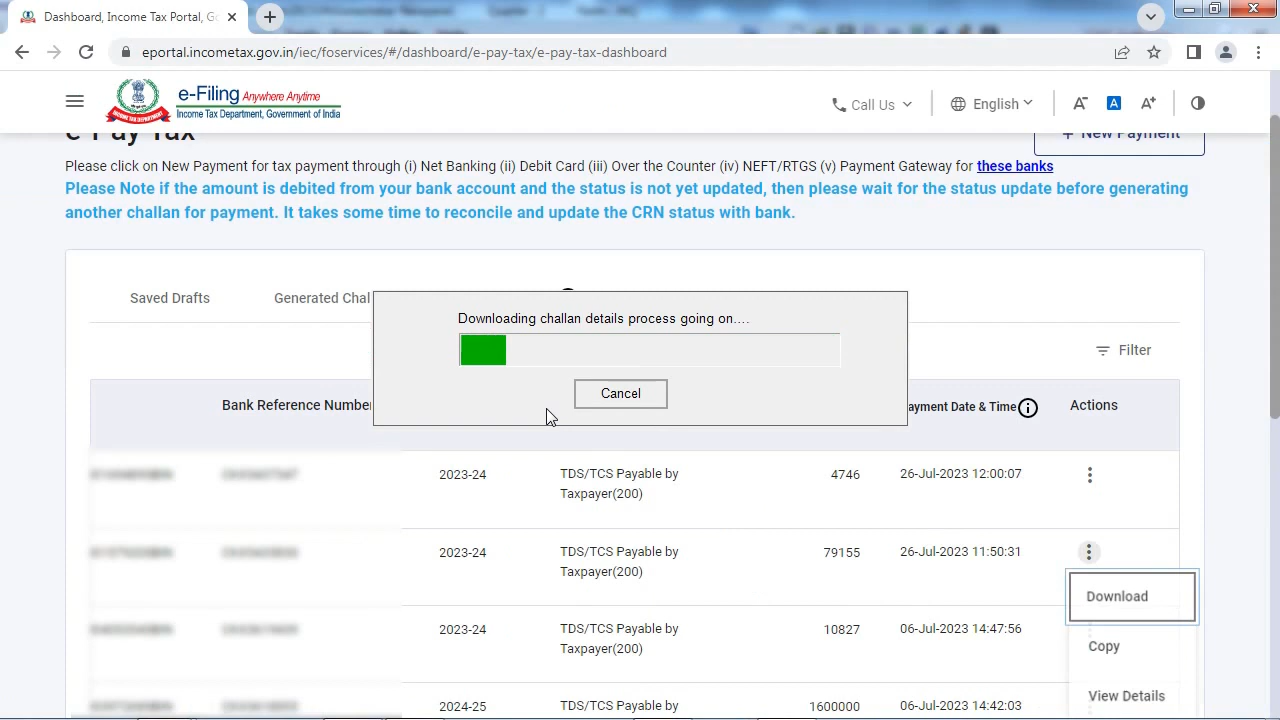 Dashboard, Income Tax Portal, Go
eportal.incometax.gov.in/iec/foservices/#/dashboard/e-pay-tax/e-pay-tax-dashboard
e-Filing Anywhere Anytime
Income Tax Department, Government of India
Call Us
English
A- A A+
e-Pay Tax
+ New Payment
Please click on New Payment for tax payment through (i) Net Banking (ii) Debit Card (iii) Over the Counter (iv) NEFT/RTGS (v) Payment Gateway for these banks
Please Note if the amount is debited from your bank account and the status is not yet updated, then please wait for the status update before generating
another challan for payment. It takes some time to reconcile and update the CRN status with bank.
Saved Drafts Generated Chal
Downloading challan details process going on....
Cancel
Filter
Bank Reference Number
ayment Date & Time Actions
2023-24 TDS/TCS Payable by 4746 26-Jul-2023 12:00:07
Taxpayer(200)
2023-24 TDS/TCS Payable by 79155 26-Jul-2023 11:50:31
Taxpayer(200)
Download
2023-24 TDS/TCS Payable by 10827 06-Jul-2023 14:47:56
Taxpayer(200)
Copy
View Details
2024-25 TDS/TCS Payable by 1600000 06-Jul-2023 14:42:03